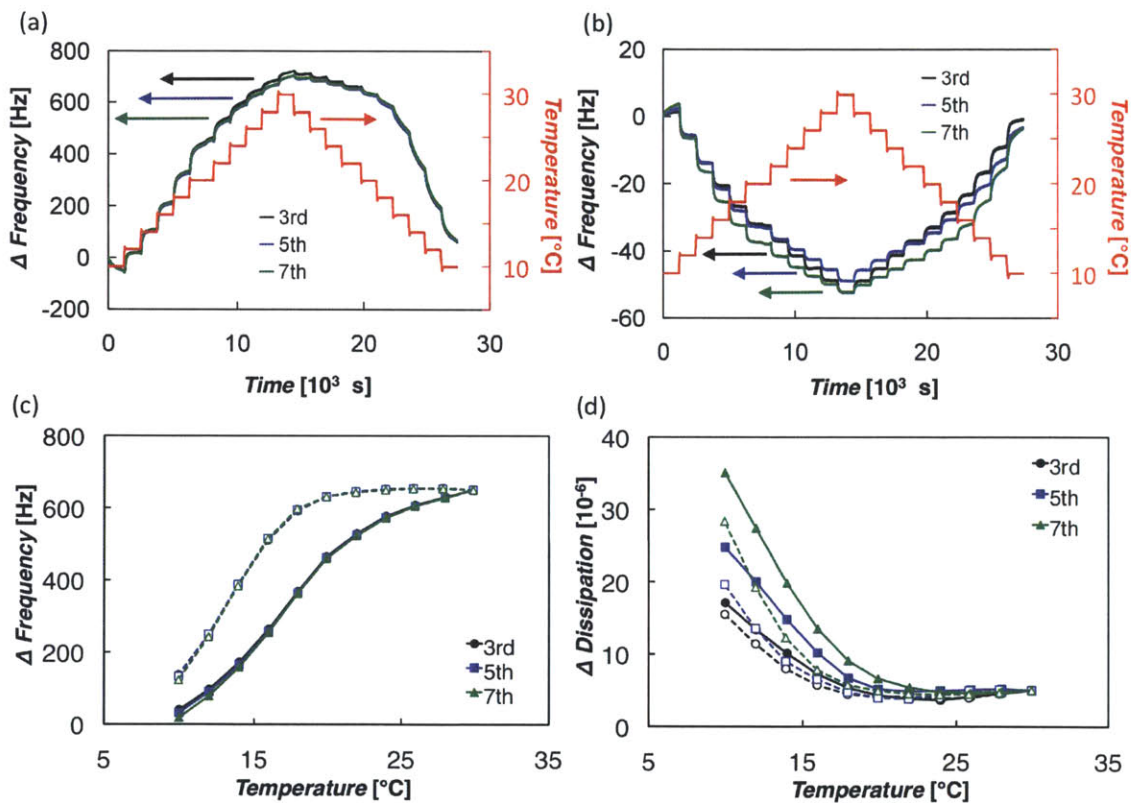 (a)
800
600
400
200
0
-200
Δ Frequency [Hz]
30
20
10
Temperature [°C]
3rd
5th
7th
0 10 20 30
Time [10³ s]
(b)
20
0
-20
-40
-60
Δ Frequency [Hz]
3rd
5th
7th
30
20
10
Temperature [°C]
0 10 20 30
Time [10³ s]
(c)
800
600
400
200
0
Δ Frequency [Hz]
3rd
5th
7th
5 15 25 35
Temperature [°C]
(d)
40
30
20
10
0
Δ Dissipation [10⁻⁶]
3rd
5th
7th
5 15 25 35
Temperature [°C]